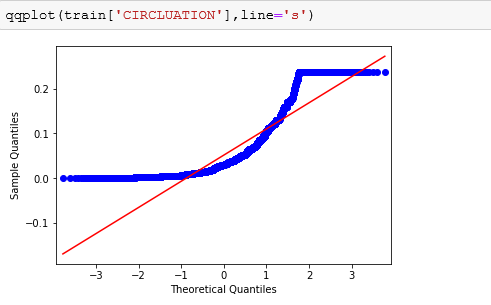 qqplot(train['CIRCLUATION'],line='s')
0.2
0.1
0.0
−0.1
Sample Quantiles
−3 −2 −1 0 1 2 3
Theoretical Quantiles